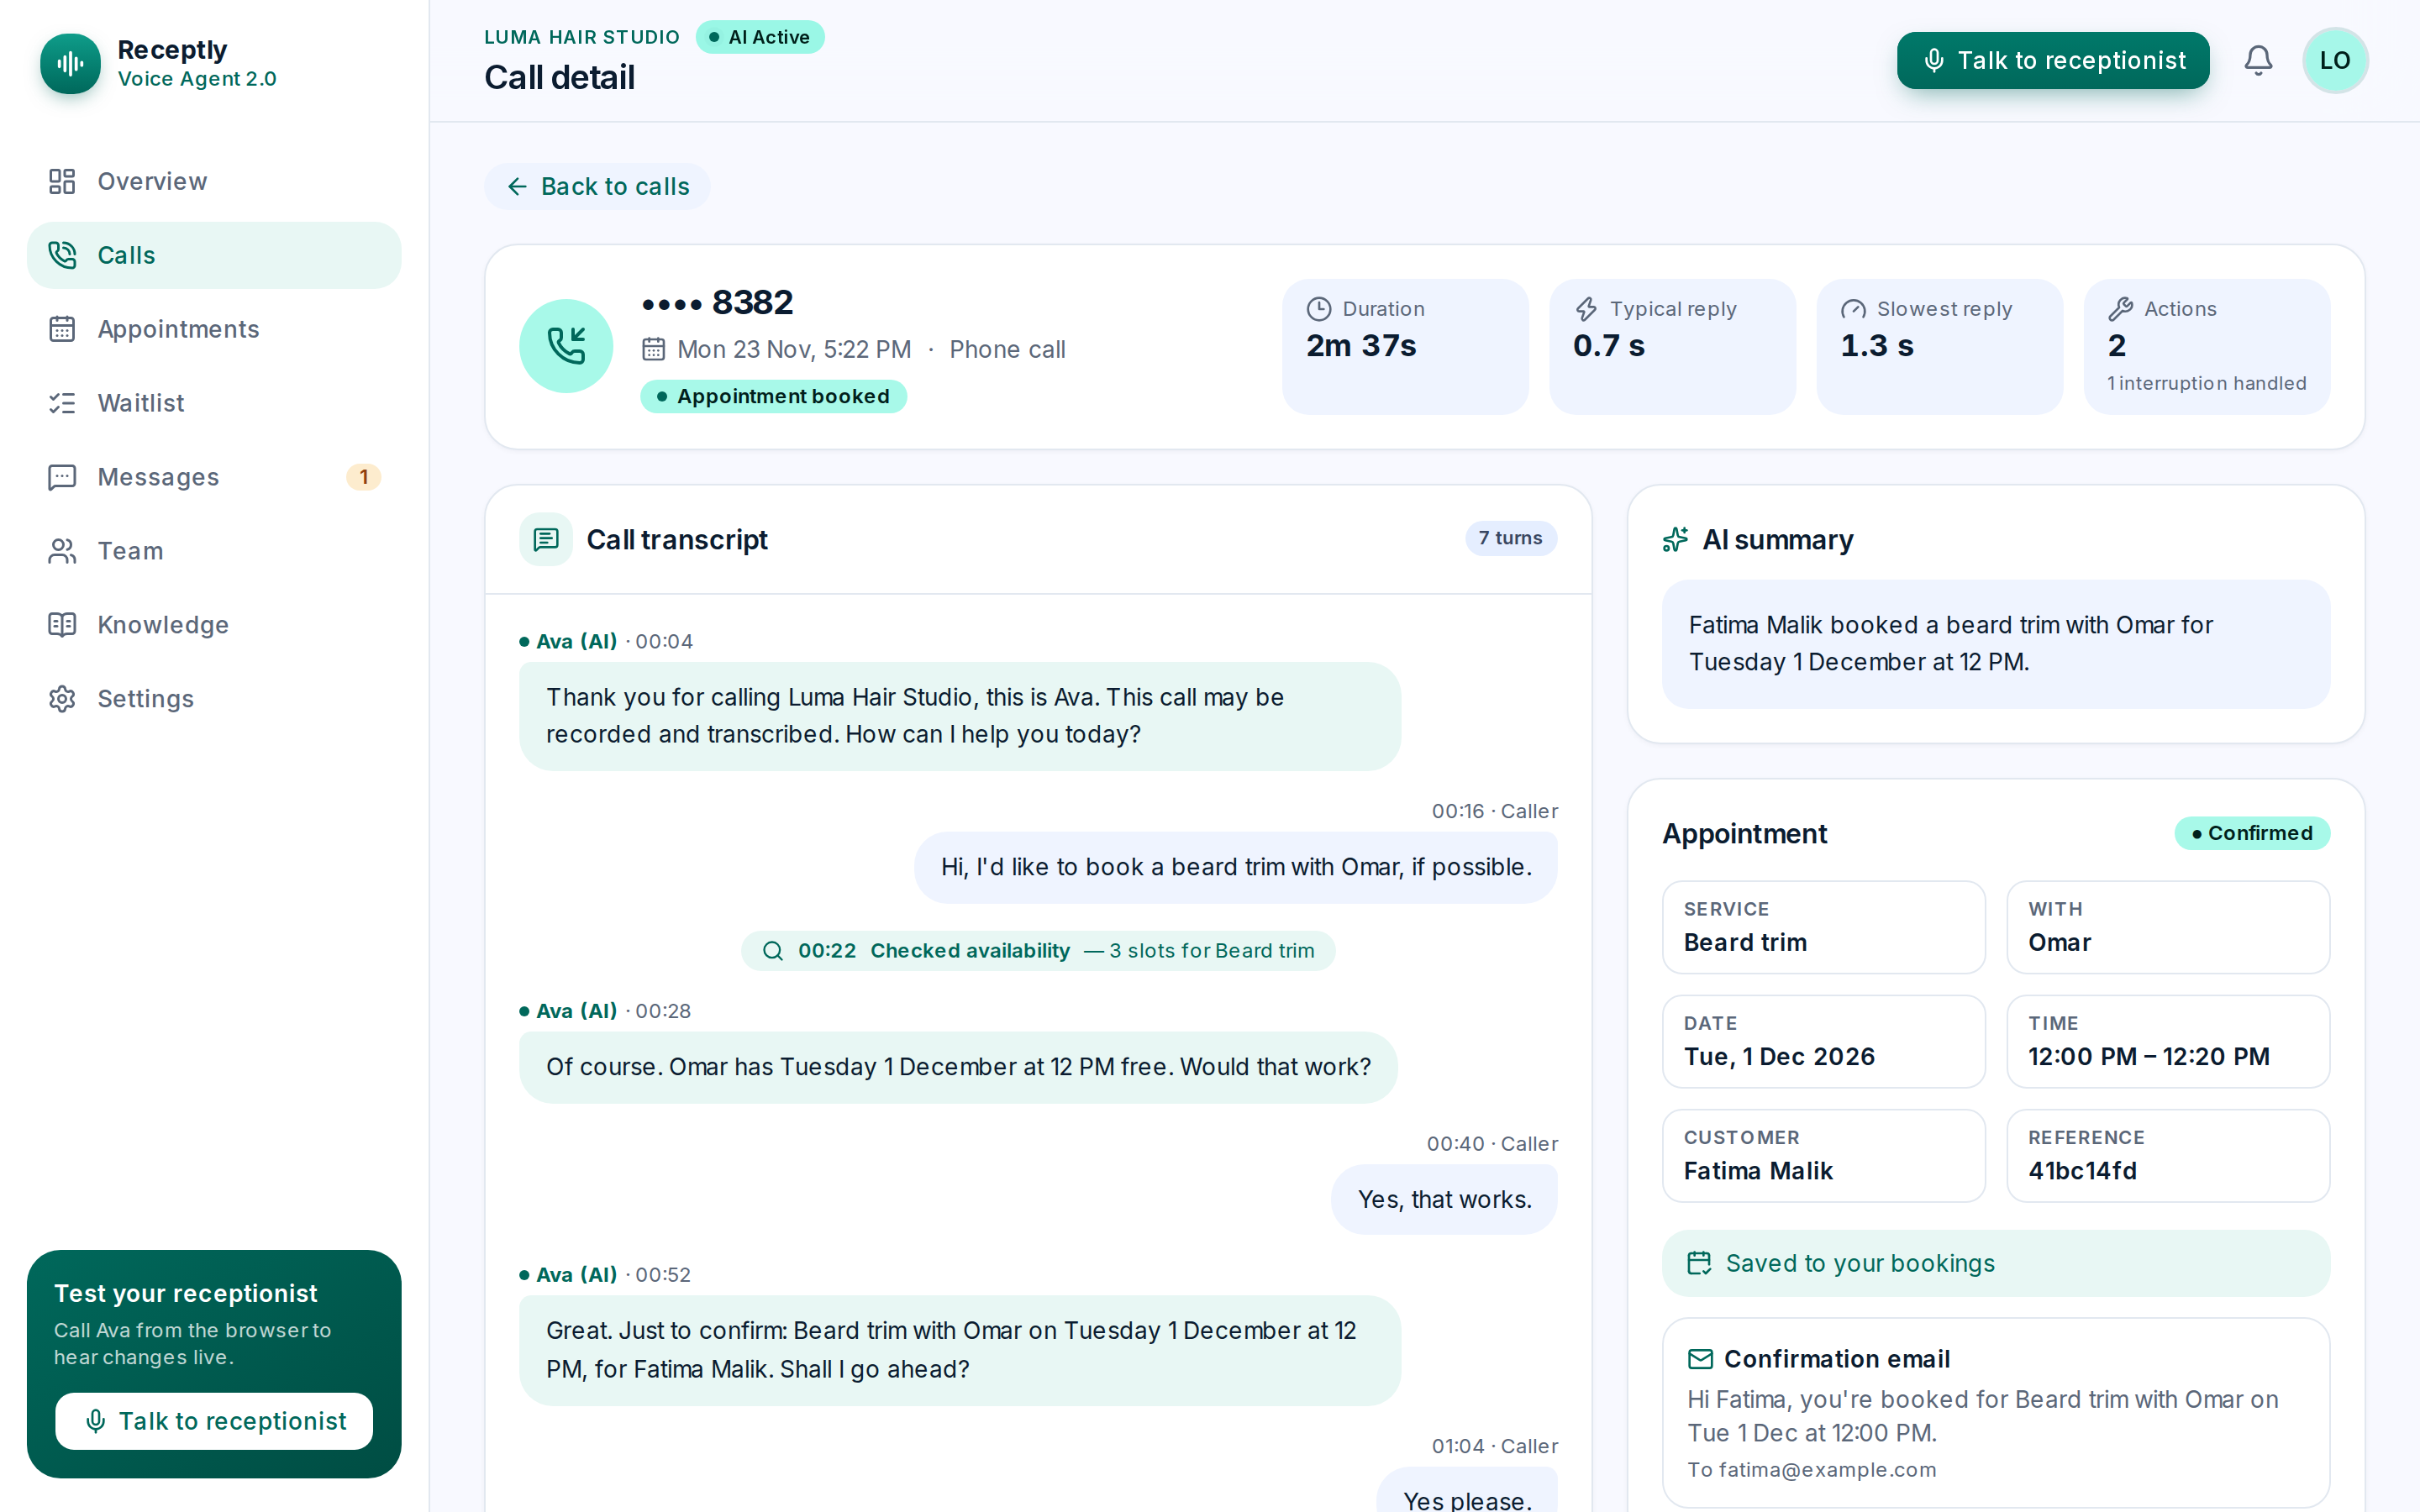 Receptly
Voice Agent 2.0
Overview
Calls
Appointments
Waitlist
Messages 1
Team
Knowledge
Settings
Test your receptionist
Call Ava from the browser to
hear changes live.
Talk to receptionist
LUMA HAIR STUDIO AI Active
Call detail
Talk to receptionist
LO
Back to calls
•••• 8382
Mon 23 Nov, 5:22 PM · Phone call
Appointment booked
Duration
2m 37s
Typical reply
0.7 s
Slowest reply
1.3 s
Actions
2
1 interruption handled
Call transcript
7 turns
Ava (AI) · 00:04
Thank you for calling Luma Hair Studio, this is Ava. This call may be
recorded and transcribed. How can I help you today?
00:16 · Caller
Hi, I'd like to book a beard trim with Omar, if possible.
00:22 Checked availability — 3 slots for Beard trim
Ava (AI) · 00:28
Of course. Omar has Tuesday 1 December at 12 PM free. Would that work?
00:40 · Caller
Yes, that works.
Ava (AI) · 00:52
Great. Just to confirm: Beard trim with Omar on Tuesday 1 December at 12
PM, for Fatima Malik. Shall I go ahead?
01:04 · Caller
Yes please.
AI summary
Fatima Malik booked a beard trim with Omar for
Tuesday 1 December at 12 PM.
Appointment
Confirmed
SERVICE
Beard trim
WITH
Omar
DATE
Tue, 1 Dec 2026
TIME
12:00 PM – 12:20 PM
CUSTOMER
Fatima Malik
REFERENCE
41bc14fd
Saved to your bookings
Confirmation email
Hi Fatima, you're booked for Beard trim with Omar on
Tue 1 Dec at 12:00 PM.
To fatima@example.com